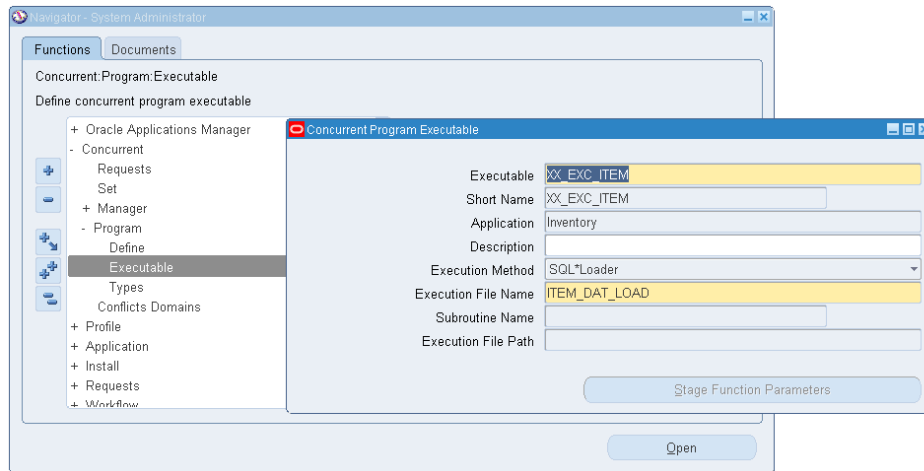 Navigator - System Administrator
Functions
Documents
Concurrent:Program:Executable
Define concurrent program executable
+ Oracle Applications Manager
- Concurrent
Requests
Set
+ Manager
- Program
Define
Executable
Types
Conflicts Domains
+ Profile
+ Application
+ Install
+ Requests
+ Workflow
Concurrent Program Executable
Executable XX_EXC_ITEM
Short Name XX_EXC_ITEM
Application Inventory
Description
Execution Method SQL*Loader
Execution File Name ITEM_DAT_LOAD
Subroutine Name
Execution File Path
Stage Function Parameters
Open